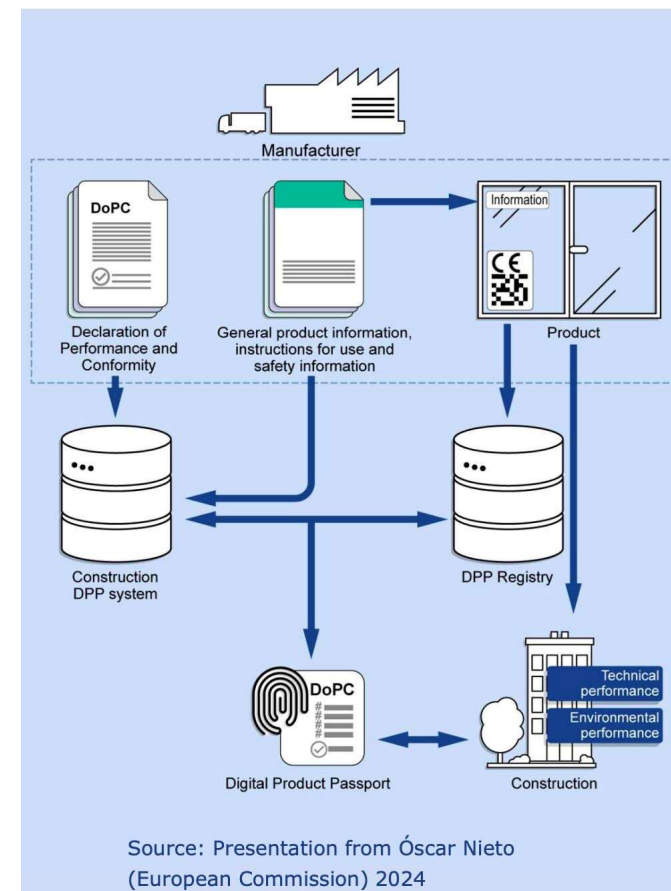 Manufacturer
DoPC
Information
CE
Declaration of
Performance and
Conformity
General product information,
instructions for use and
safety information
Product
Construction
DPP system
DPP Registry
DoPC
#
#
#
#
Technical
performance
Environmental
performance
Digital Product Passport
Construction
Source: Presentation from Óscar Nieto
(European Commission) 2024